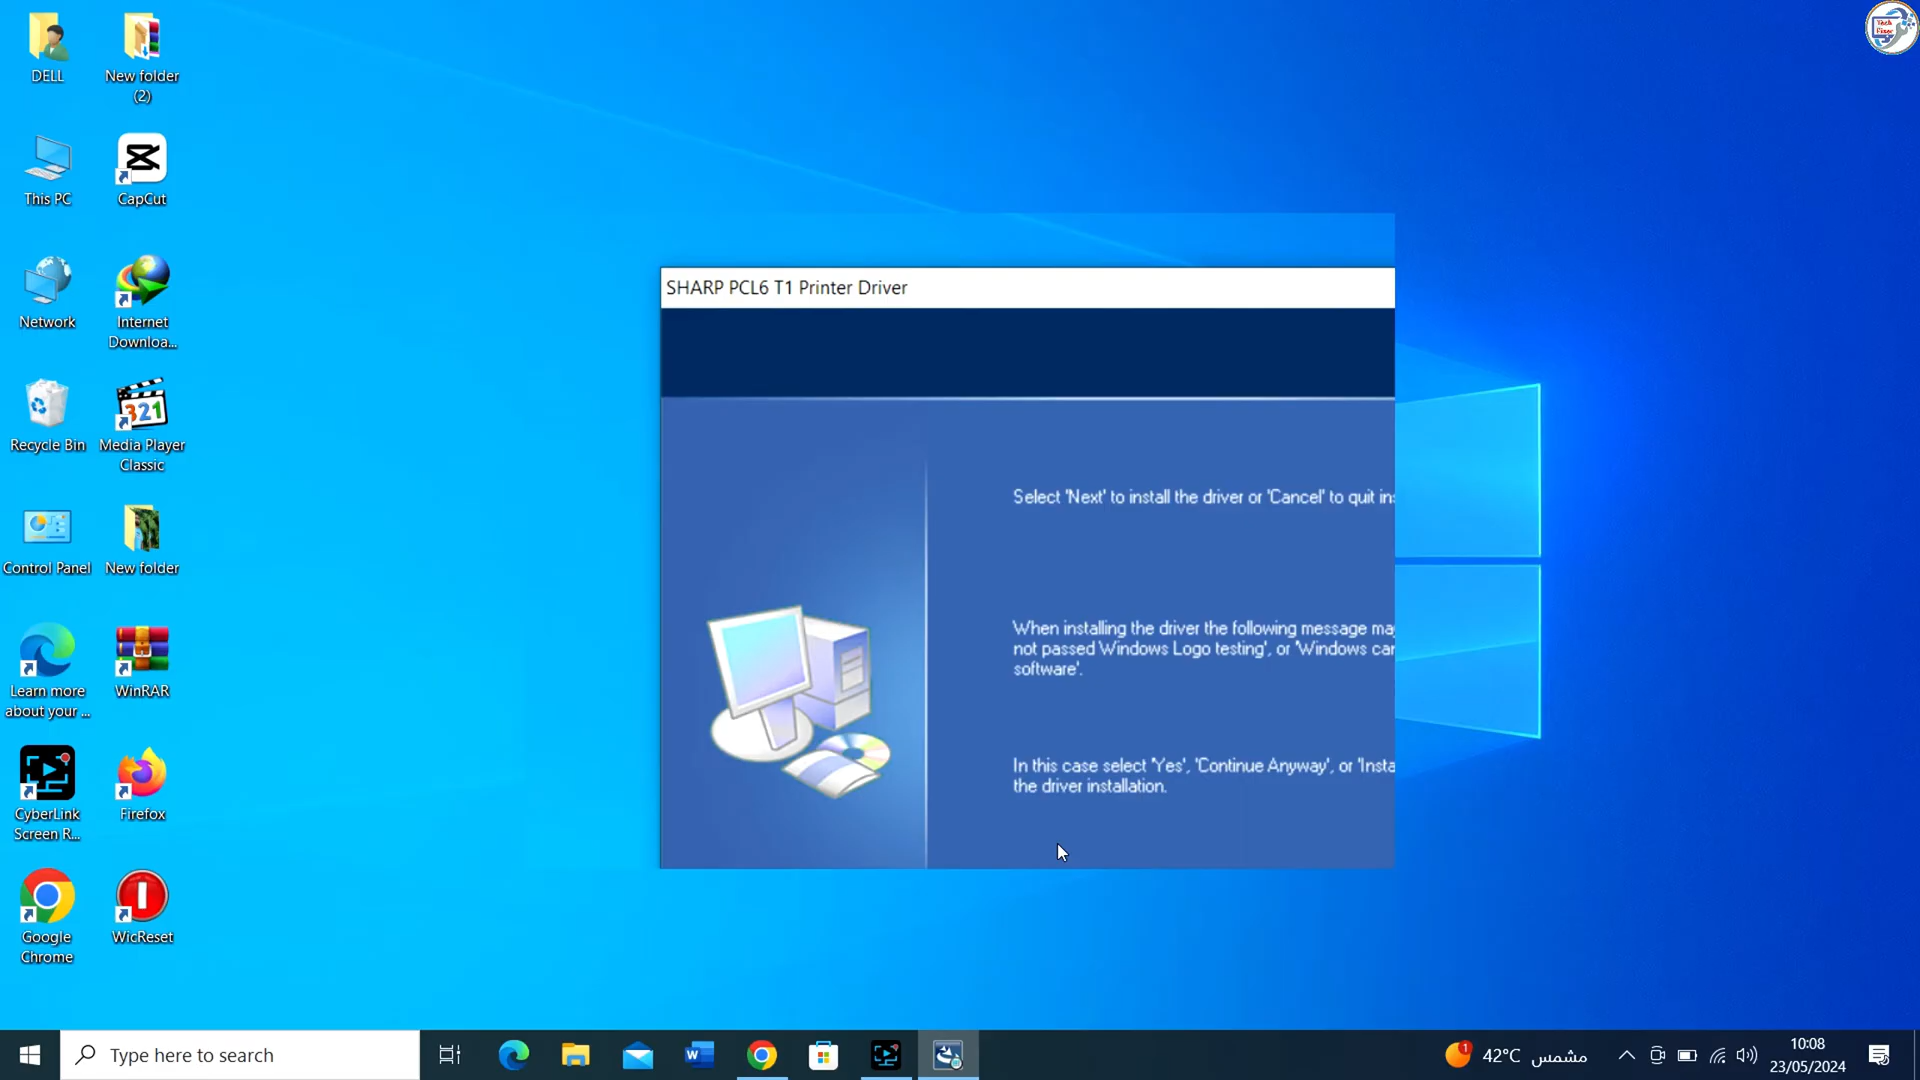 DELL
New folder
(2)
This PC
CapCut
Network
Internet
Downloa...
Recycle Bin
321
Media Player
Classic
Control Panel
New folder
Learn more
about your ...
WinRAR
CyberLink
Screen R...
Firefox
Google
Chrome
WicReset
Tech
Fixer
SHARP PCL6 T1 Printer Driver
Select 'Next' to install the driver or 'Cancel' to quit
When installing the driver the following message
not passed Windows Logo testing', or 'Windows
software'.
In this case select 'Yes', 'Continue Anyway', or
the driver installation.
Type here to search
W
1
42°C مشمس
10:08
23/05/2024